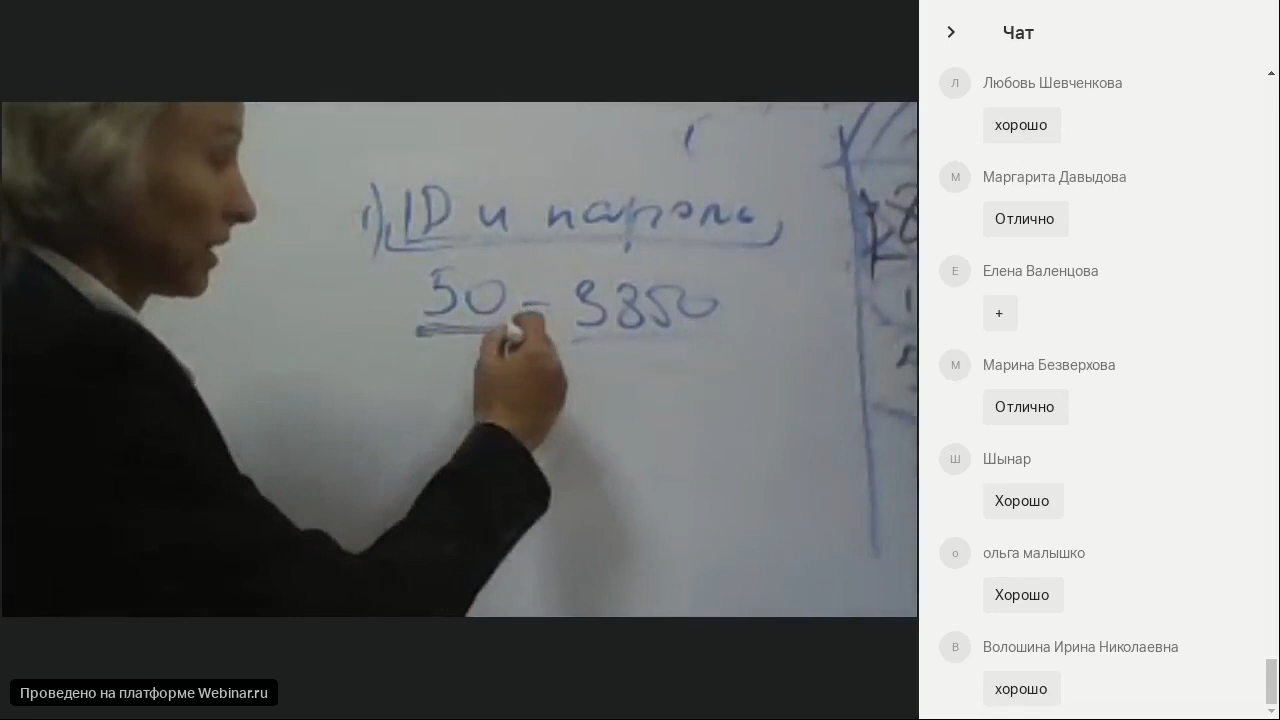 1) ID и пароль
50 - 3850
Проведено на платформе Webinar.ru
Чат
Л
Любовь Шевченкова
хорошо
М
Маргарита Давыдова
Отлично
Е
Елена Валенцова
+
М
Марина Безверхова
Отлично
Ш
Шынар
Хорошо
о
ольга малышко
Хорошо
В
Волошина Ирина Николаевна
хорошо